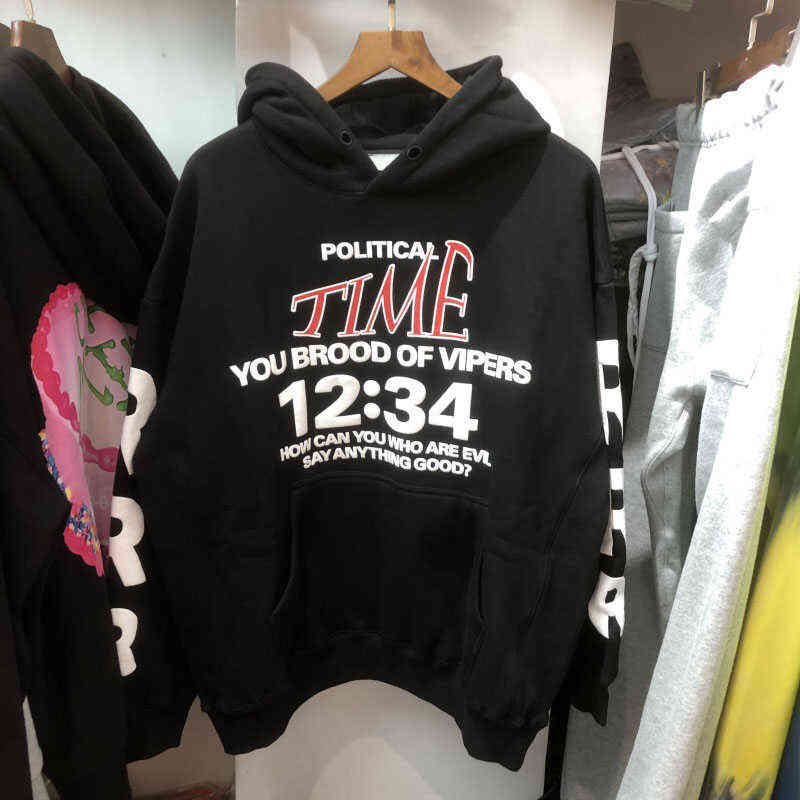 POLITICAL
TIME
YOU BROOD OF VIPERS
12:34
HOW CAN YOU WHO ARE EVIL
SAY ANYTHING GOOD?